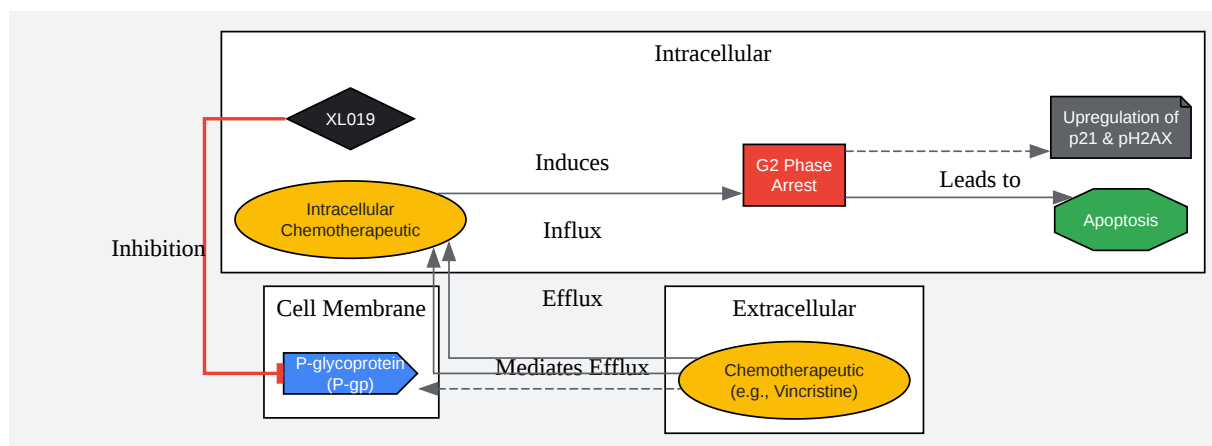 Intracellular
XL019
Upregulation of
p21 & pH2AX
Induces
G2 Phase
Arrest
Leads to
Intracellular
Chemotherapeutic
Apoptosis
Influx
Inhibition
Efflux
Cell Membrane
Extracellular
P-glycoprotein
(P-gp)
Mediates Efflux
Chemotherapeutic
(e.g., Vincristine)